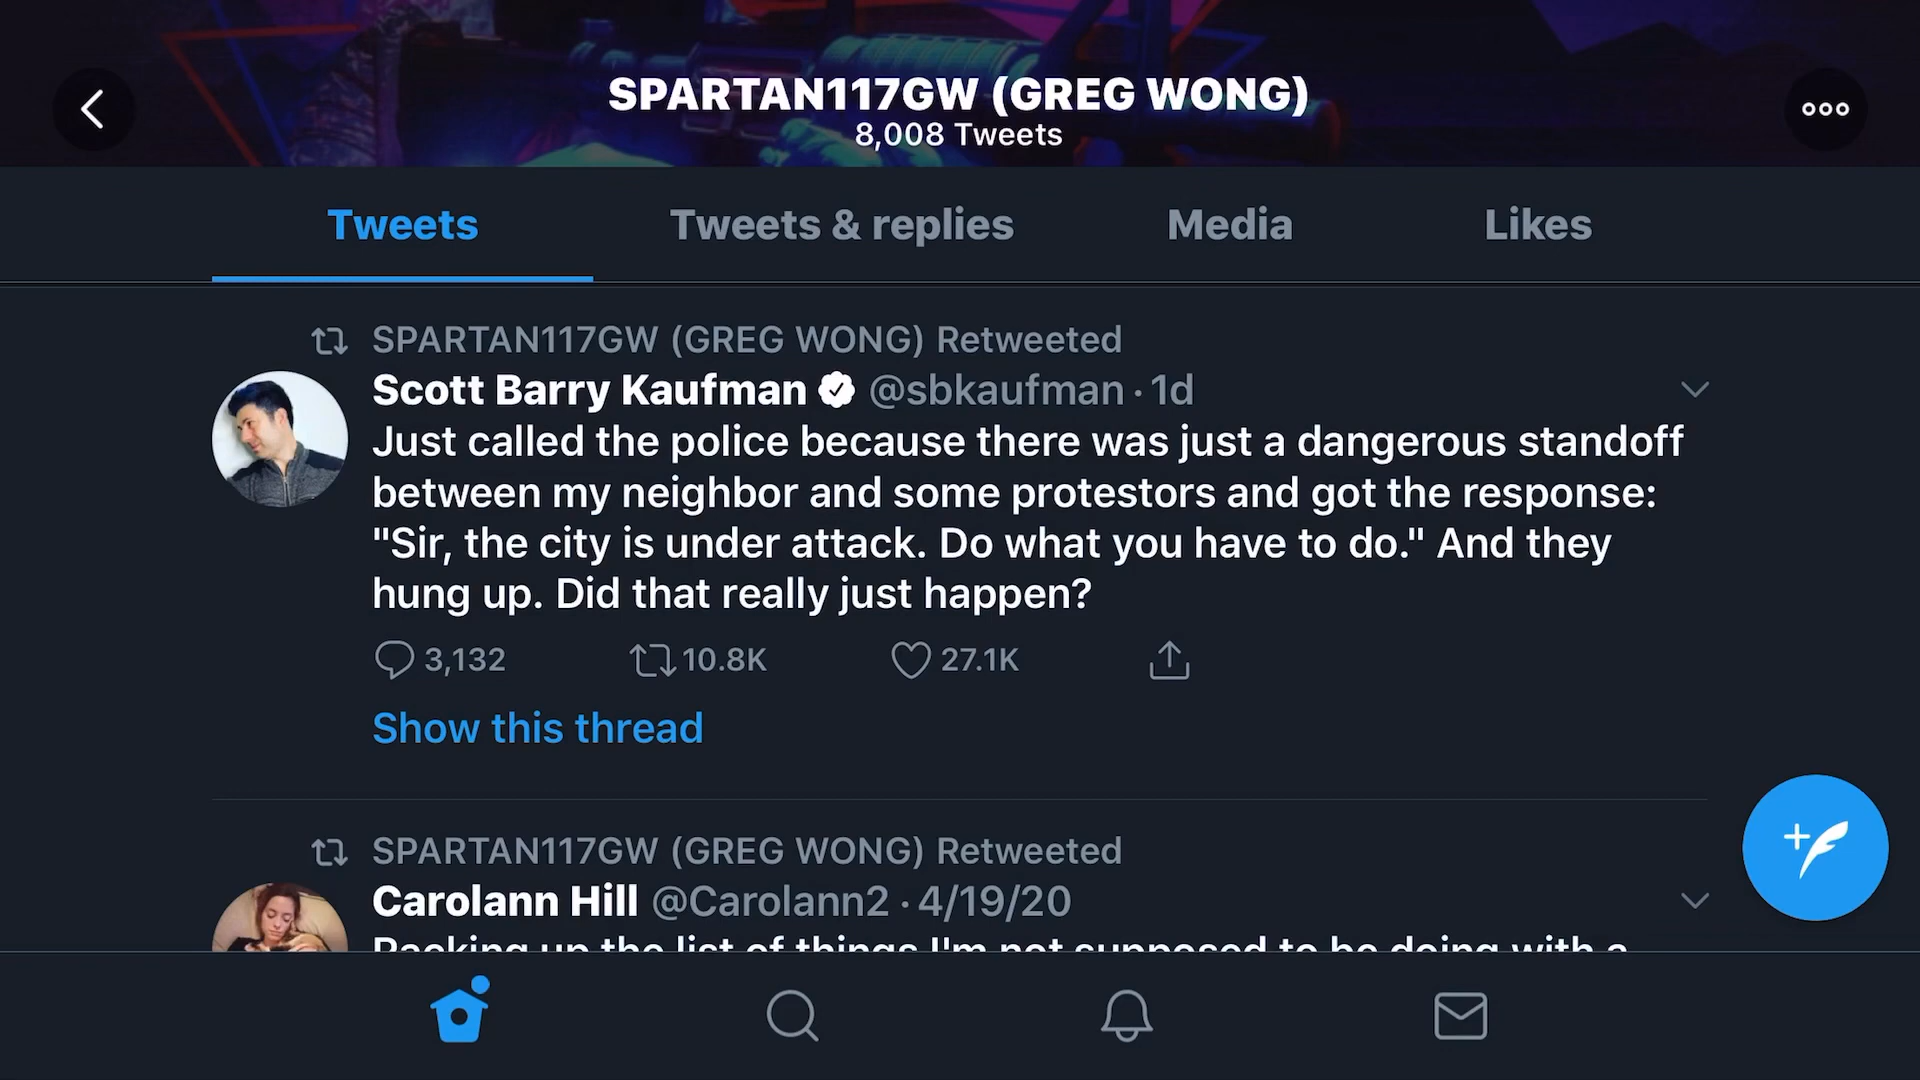 SPARTAN117GW (GREG WONG)
8,008 Tweets
Tweets
Tweets & replies
Media
Likes
SPARTAN117GW (GREG WONG) Retweeted
Scott Barry Kaufman @sbkaufman · 1d
Just called the police because there was just a dangerous standoff
between my neighbor and some protestors and got the response:
"Sir, the city is under attack. Do what you have to do." And they
hung up. Did that really just happen?
3,132 10.8K 27.1K
Show this thread
SPARTAN117GW (GREG WONG) Retweeted
Carolann Hill @Carolann2 · 4/19/20
Racking up the list of things I'm not supposed to be doing with a